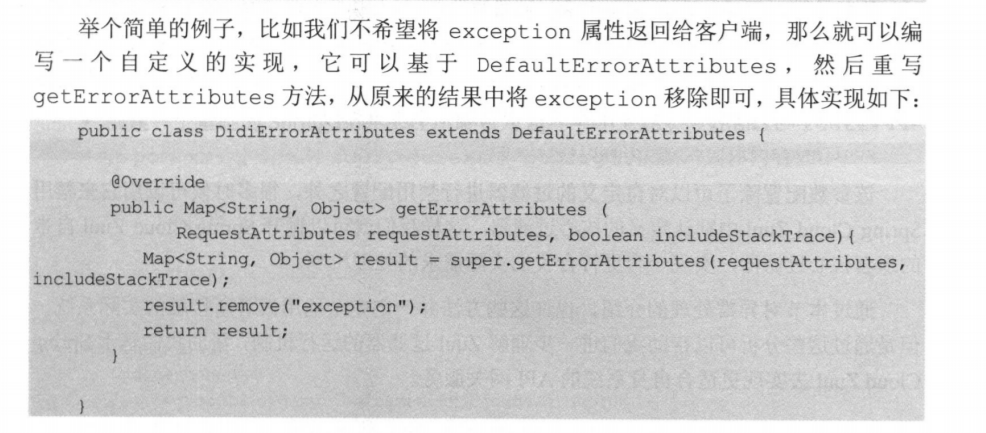 举个简单的例子，比如我们不希望将 exception 属性返回给客户端，那么就可以编
写一个自定义的实现，它可以基于 DefaultErrorAttributes，然后重写
getErrorAttributes 方法，从原来的结果中将 exception 移除即可，具体实现如下：
public class DidiErrorAttributes extends DefaultErrorAttributes {
@Override
public Map<String, Object> getErrorAttributes (
RequestAttributes requestAttributes, boolean includeStackTrace){
Map<String, Object> result = super.getErrorAttributes(requestAttributes,
includeStackTrace);
result.remove("exception");
return result;
}
}